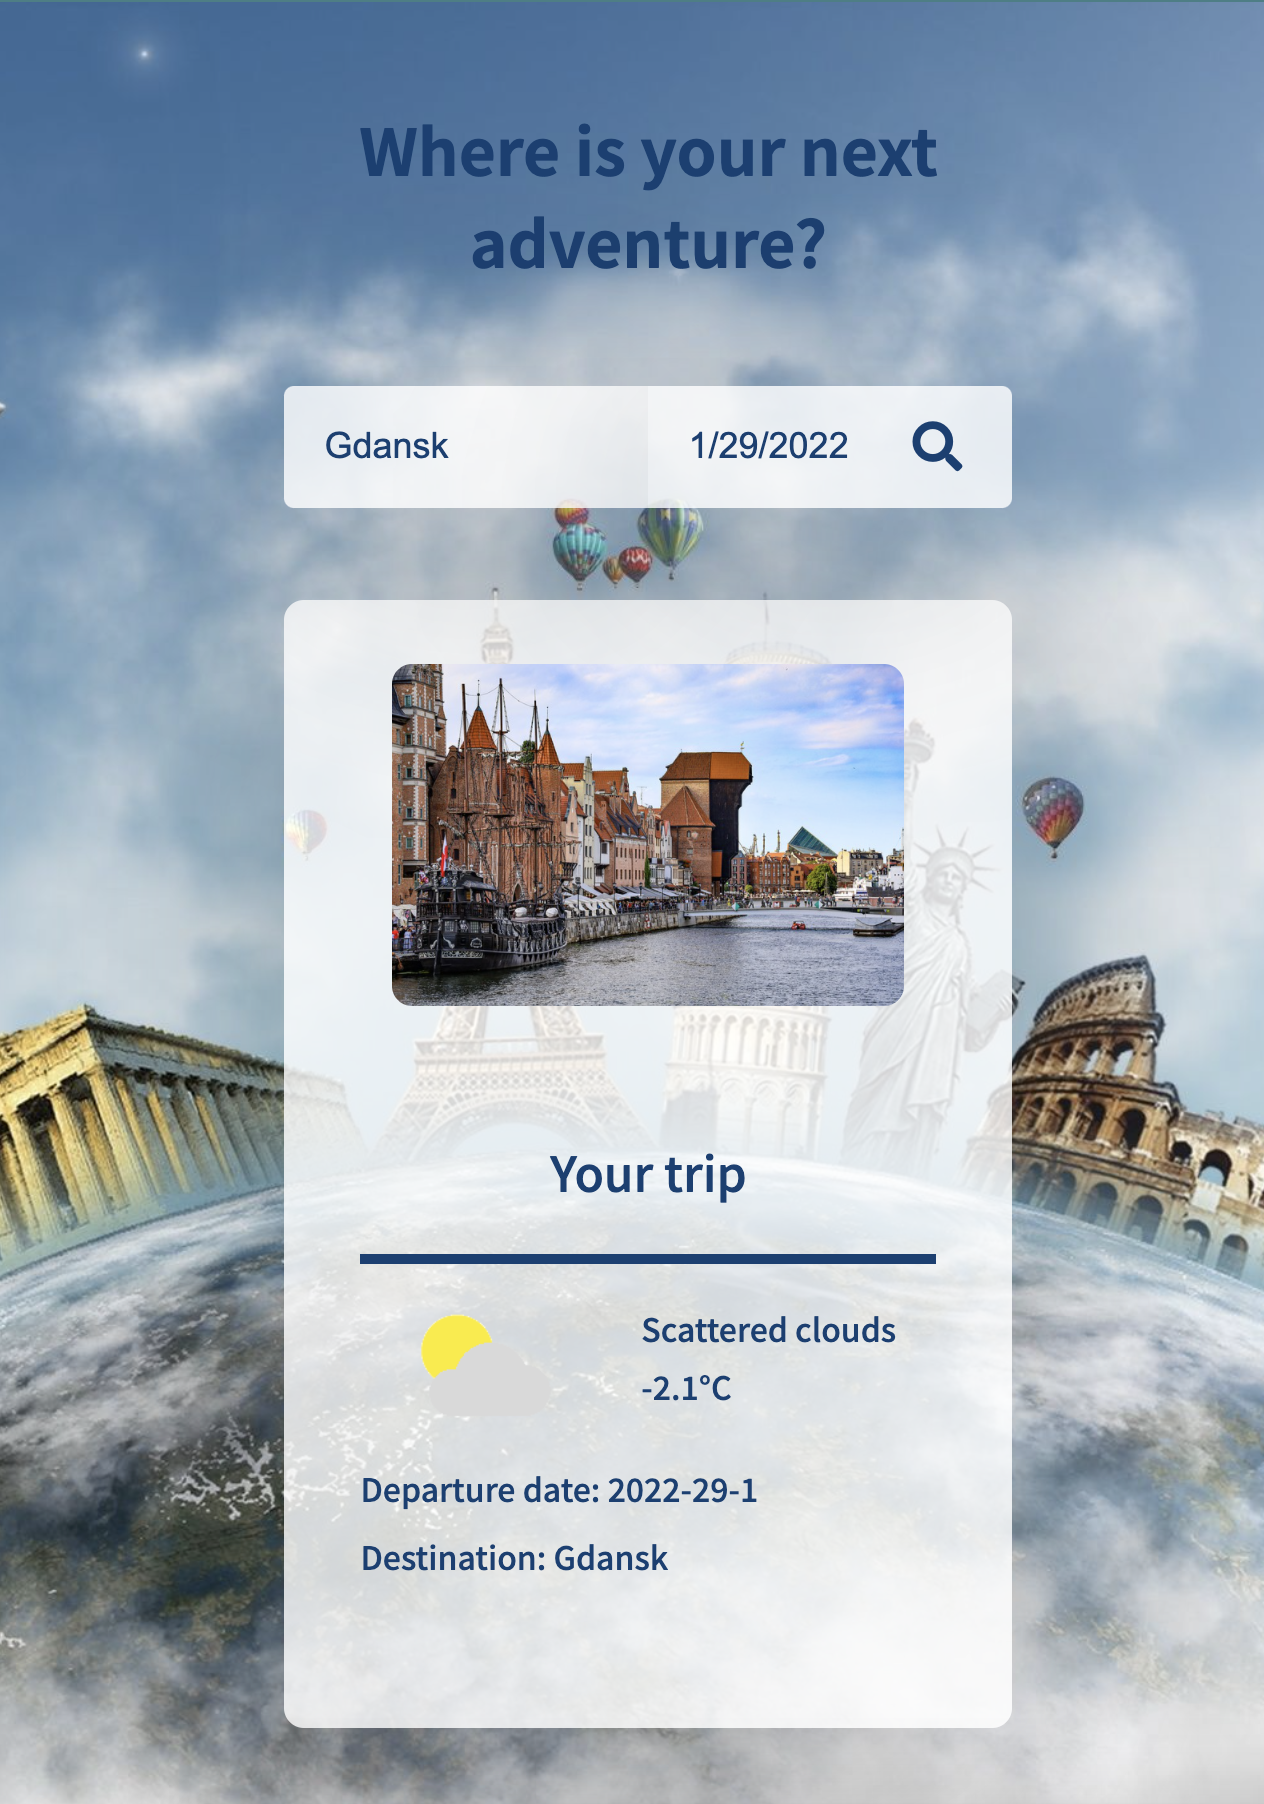 Where is your next
adventure?
Gdansk
1/29/2022
Your trip
Scattered clouds
-2.1°C
Departure date: 2022-29-1
Destination: Gdansk